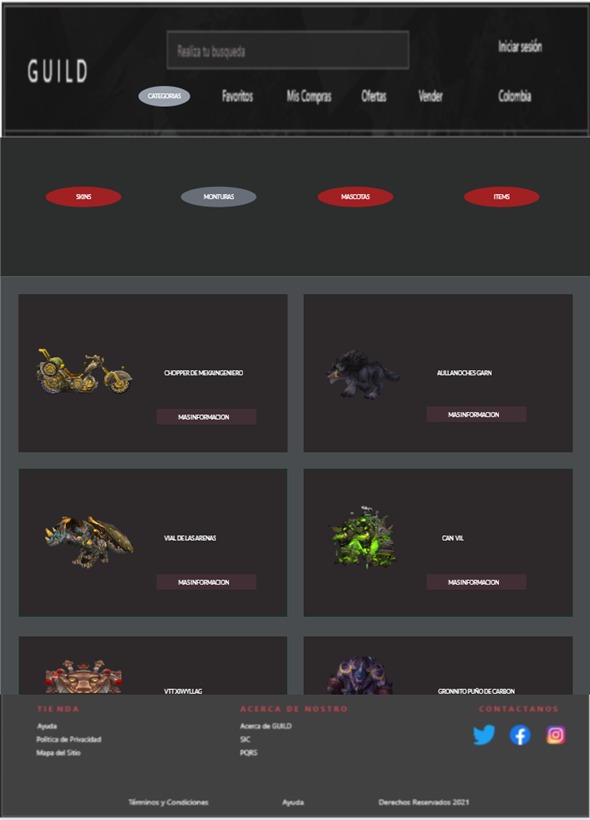 Realiza tu busqueda
Iniciar sesión
GUILD
CATEGORIAS
Favoritos
Mis Compras
Ofertas
Vender
Colombia
SKINS
MONTURAS
MASCOTAS
ITEMS
CHOPPER DE MEKAINGENIERO
MAS INFORMACION
AULLANOCHES GARN
MAS INFORMACION
VIAL DE LAS ARENAS
MAS INFORMACION
CAN VIL
MAS INFORMACION
GRONNITO PUÑO DE CARBON
TIENDA
Ayuda
Politica de Privacidad
Mapa del Sitio
ACERCA DE NOSTRO
Acerca de GUILD
SIC
PQRS
CONTACTANOS
Términos y Condiciones
Ayuda
Derechos Reservados 2021